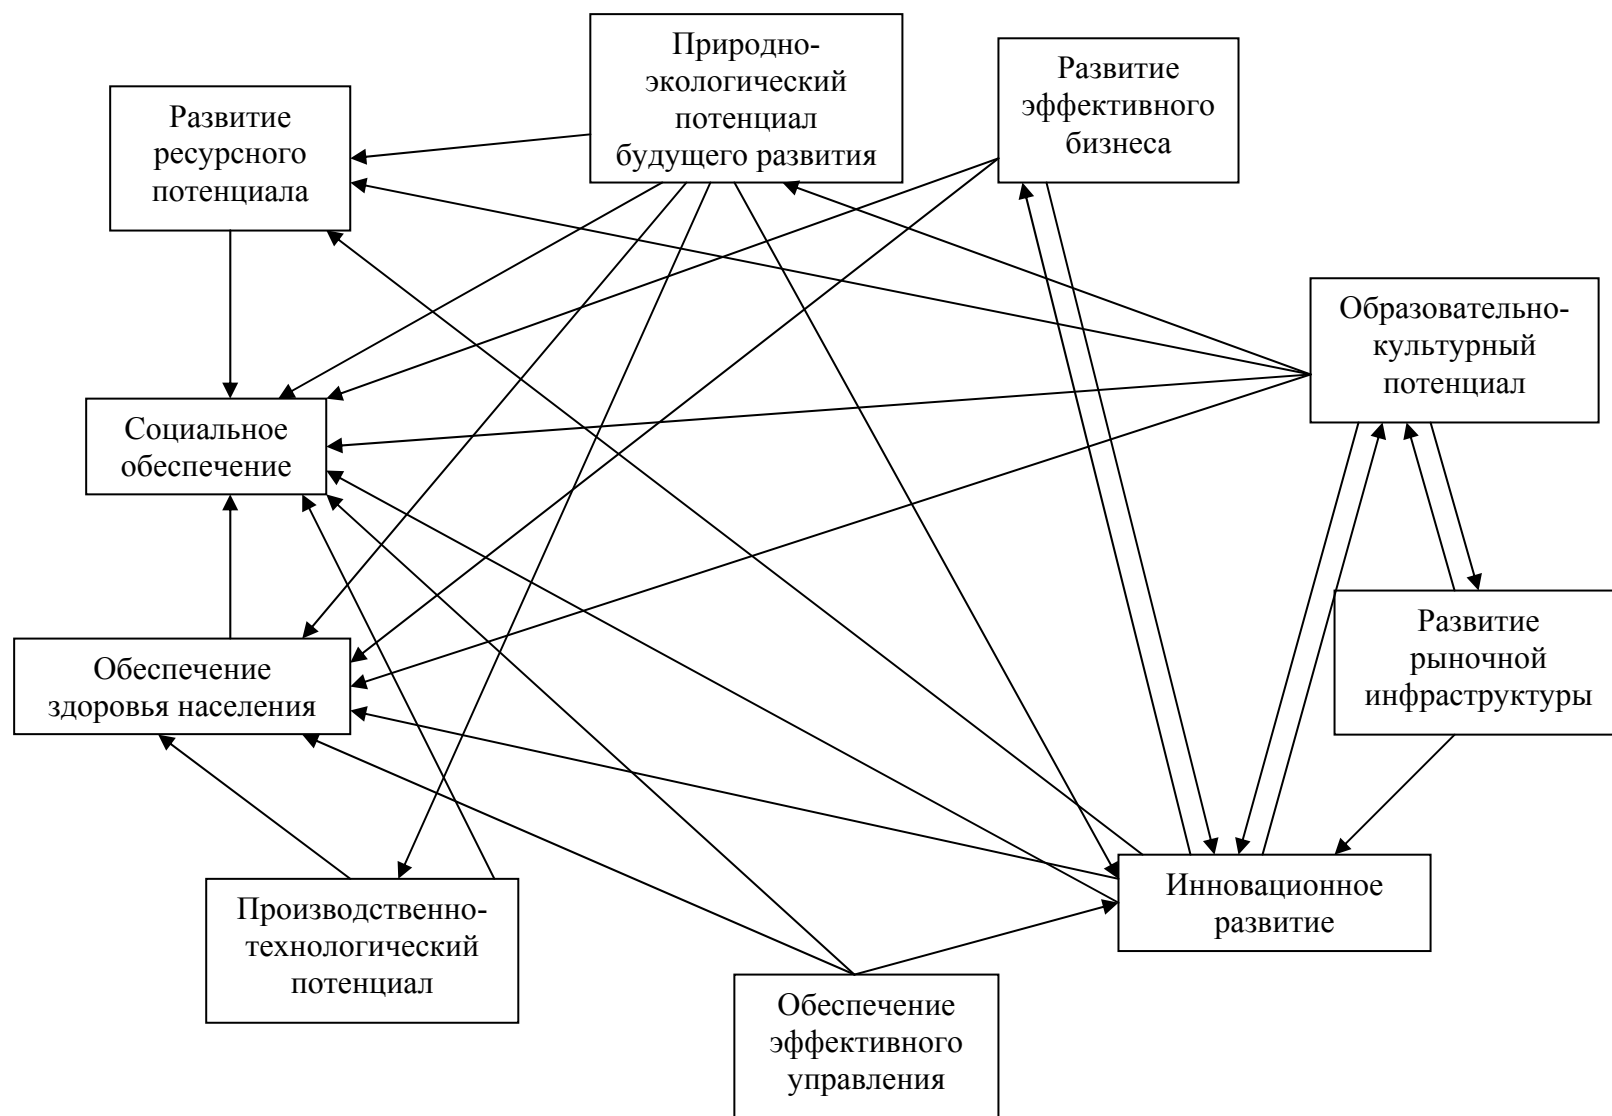 Природно-
экологический
потенциал
будущего развития
Развитие
эффективного
бизнеса
Развитие
ресурсного
потенциала
Образовательно-
культурный
потенциал
Социальное
обеспечение
Развитие
рыночной
инфраструктуры
Обеспечение
здоровья населения
Инновационное
развитие
Производственно-
технологический
потенциал
Обеспечение
эффективного
управления